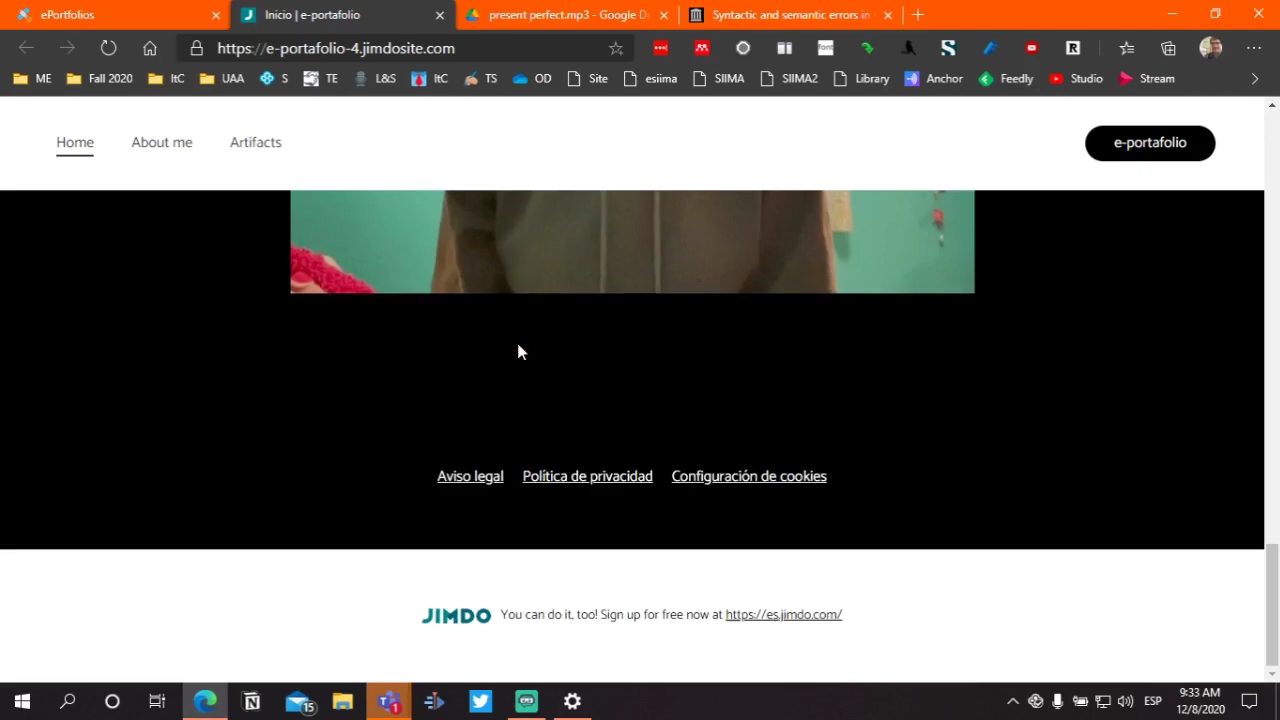 ePortfolios
Inicio | e-portafolio
present perfect.mp3 - Google D
Syntactic and semantic errors in
https://e-portafolio-4.jimdosite.com
font
R
ME
Fall 2020
ItC
UAA
S
TE
L&S
ItC
TS
OD
Site
esiima
SIIMA
SIIMA2
Library
Anchor
Feedly
Studio
Stream
Home
About me
Artifacts
e-portafolio
Aviso legal
Política de privacidad
Configuración de cookies
JIMDO You can do it, too! Sign up for free now at https://es.jimdo.com/
15
1
ESP
9:33 AM
12/8/2020